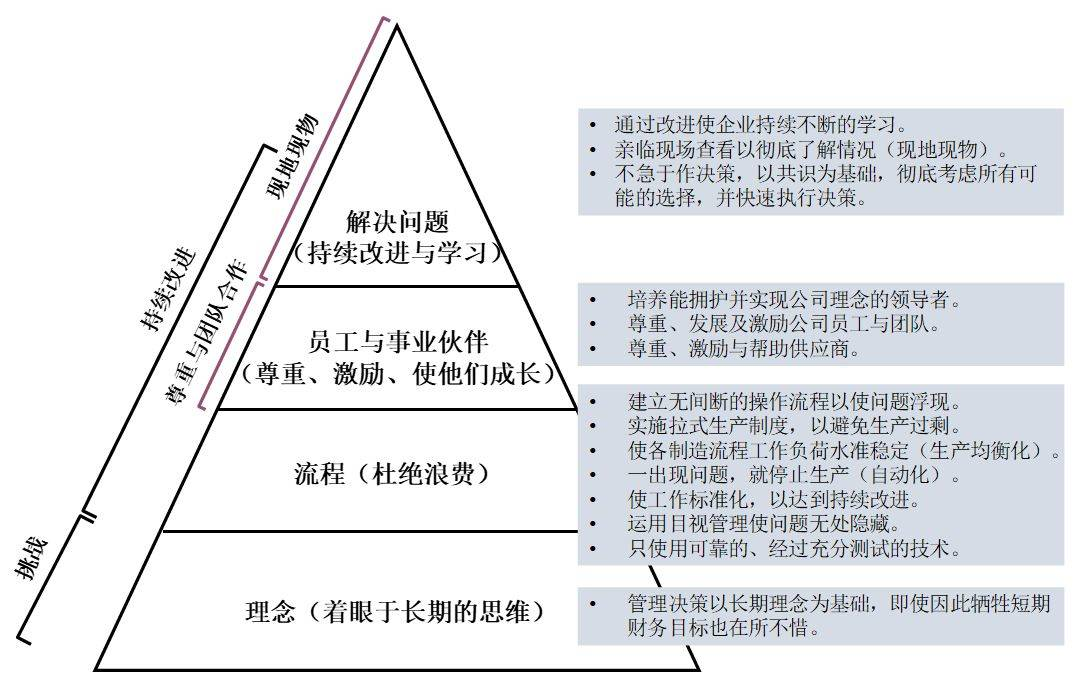 现地现物
持续改进
尊重与团队合作
挑战
解决问题
（持续改进与学习）
员工与事业伙伴
（尊重、激励、使他们成长）
流程（杜绝浪费）
理念（着眼于长期的思维）
• 通过改进使企业持续不断的学习。
• 亲临现场查看以彻底了解情况（现地现物）。
• 不急于作决策，以共识为基础，彻底考虑所有可
能的选择，并快速执行决策。
• 培养能拥护并实现公司理念的领导者。
• 尊重、发展及激励公司员工与团队。
• 尊重、激励与帮助供应商。
• 建立无间断的操作流程以使问题浮现。
• 实施拉式生产制度，以避免生产过剩。
• 使各制造流程工作负荷水准稳定（生产均衡化）。
• 一出现问题，就停止生产（自动化）。
• 使工作标准化，以达到持续改进。
• 运用目视管理使问题无处隐藏。
• 只使用可靠的、经过充分测试的技术。
• 管理决策以长期理念为基础，即使因此牺牲短期
财务目标也在所不惜。